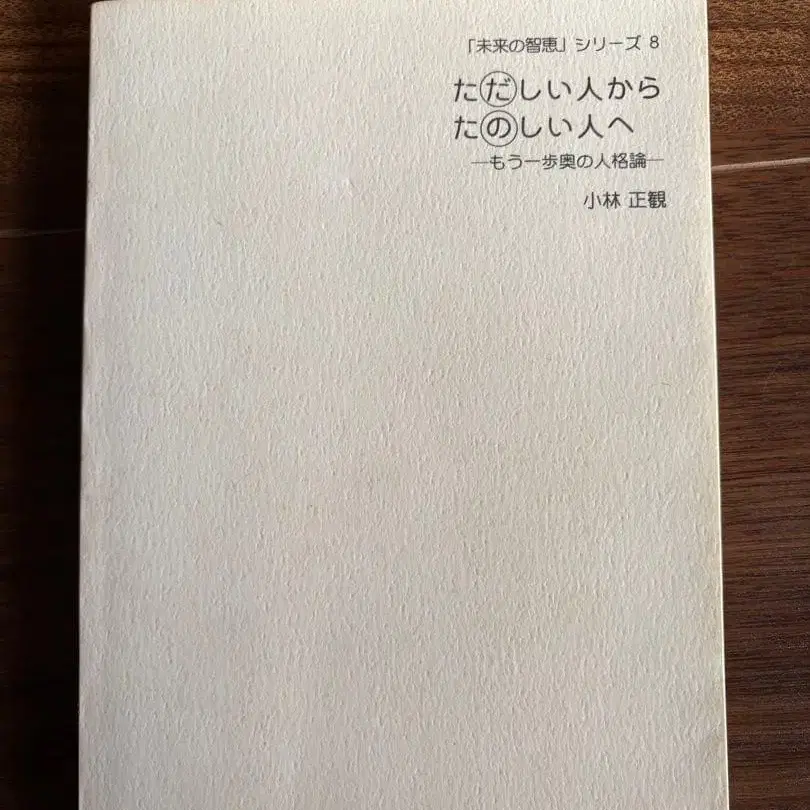 「未来の智恵」シリーズ 8
ただしい人から
たのしい人へ
―もう一歩奥の人格論―
小林 正観